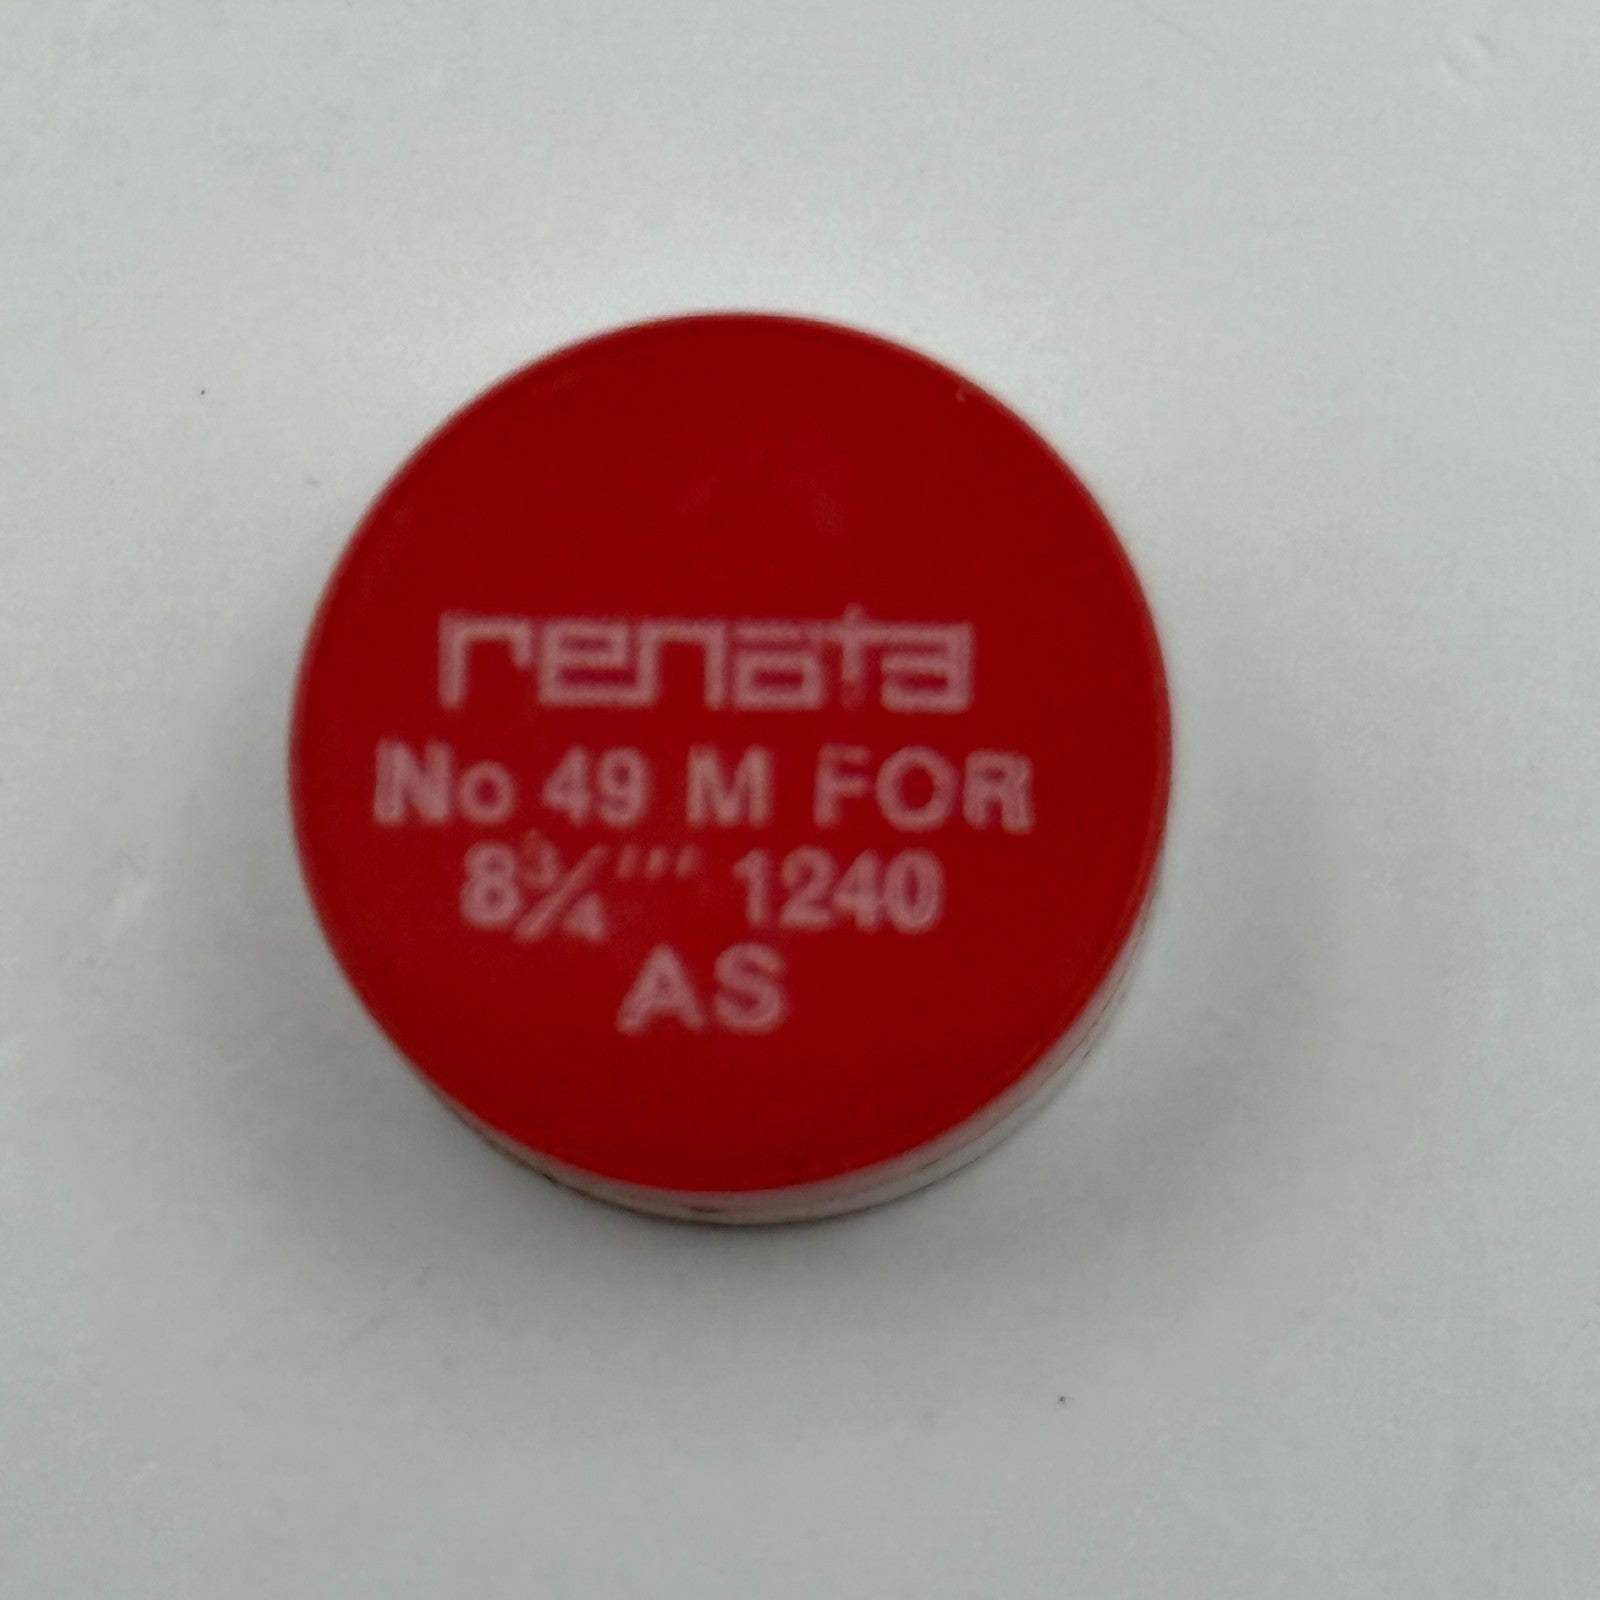 renata
No 49 M FOR
8¾''' 1240
AS